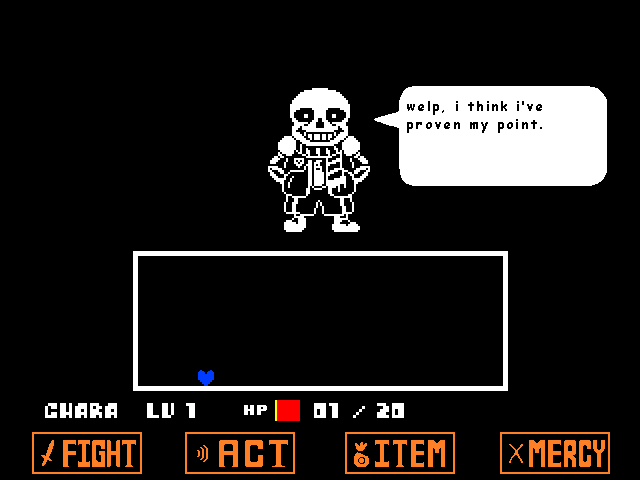 welp, i think i've
proven my point.
CHARA LV 1 HP 01 / 20
FIGHT ACT ITEM MERCY